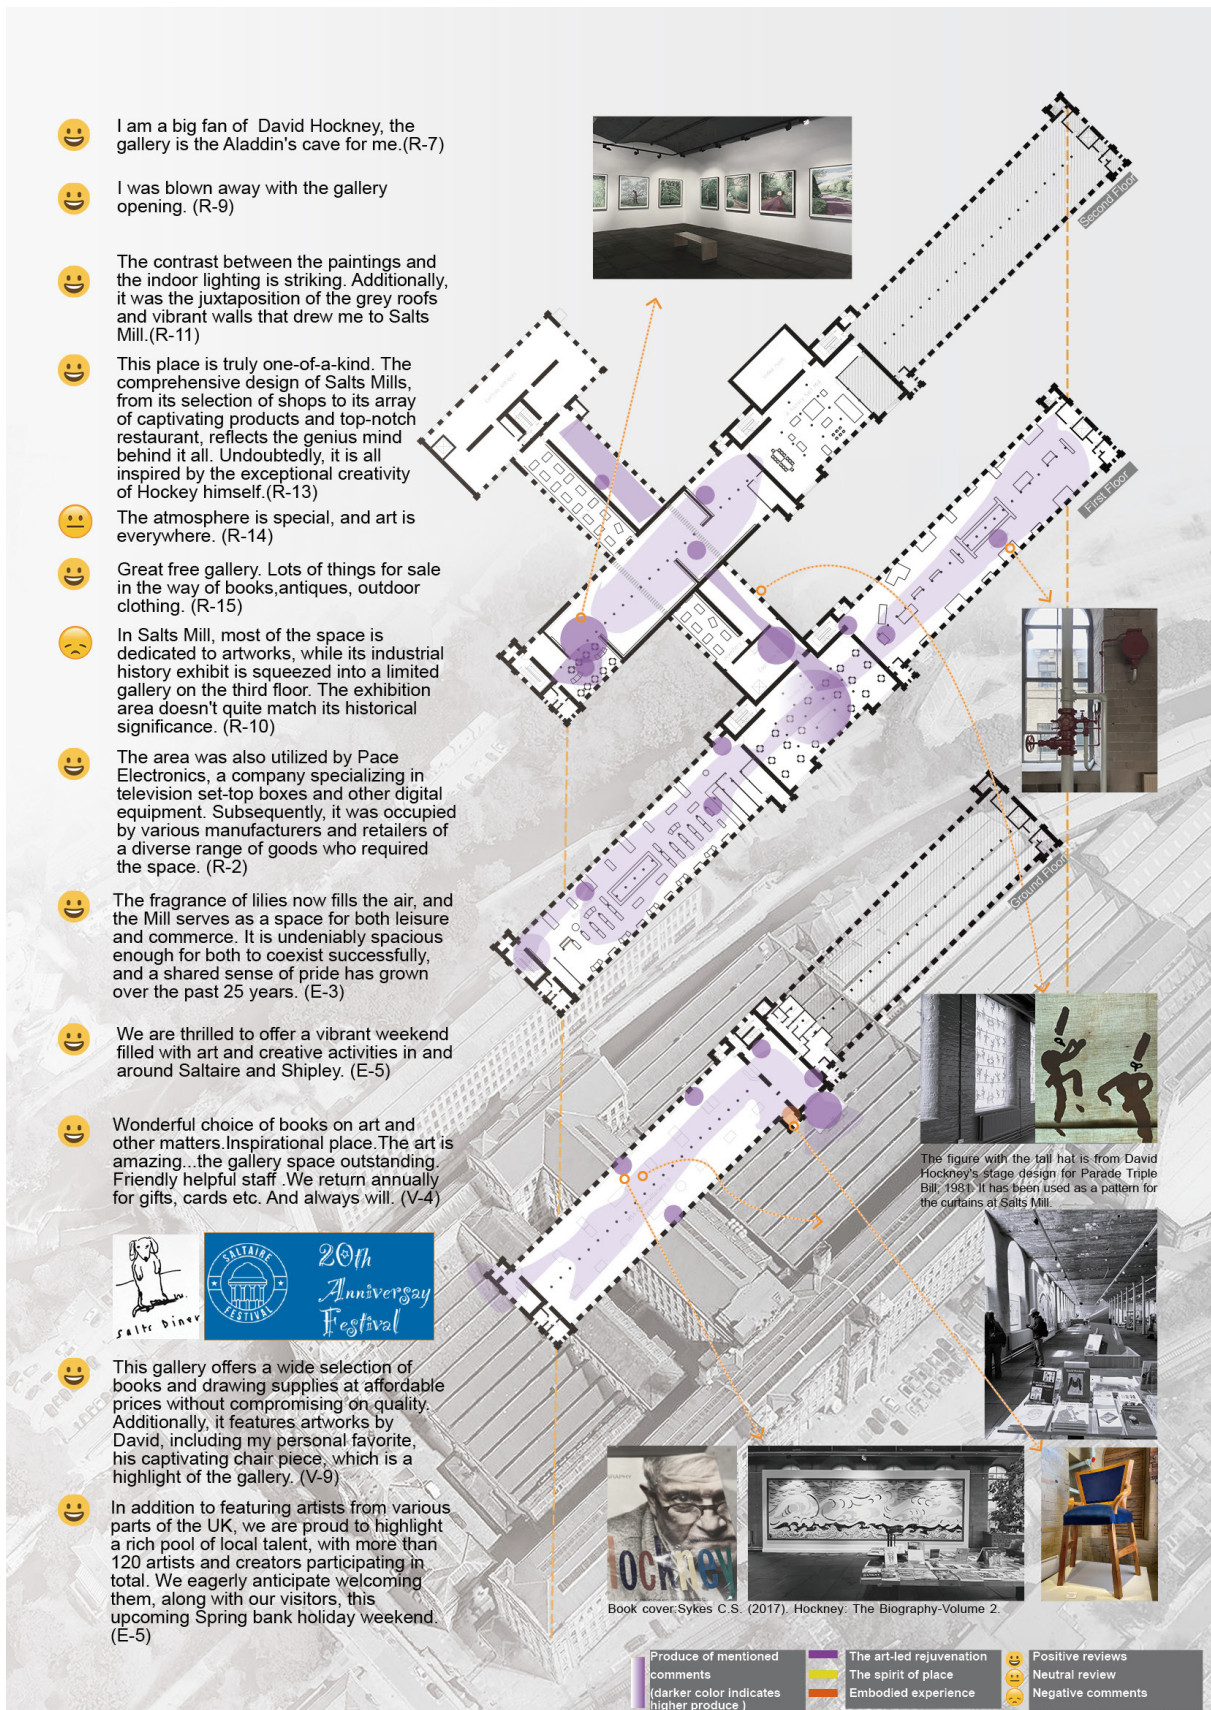 I am a big fan of  David Hockney, the
gallery is the Aladdin's cave for me.(R-7)
I was blown away with the gallery
opening. (R-9)
The contrast between the paintings and
the indoor lighting is striking. Additionally,
it was the juxtaposition of the grey roofs
and vibrant walls that drew me to Salts
Mill.(R-11)
This place is truly one-of-a-kind. The
comprehensive design of Salts Mills,
from its selection of shops to its array
of captivating products and top-notch
restaurant, reflects the genius mind
behind it all. Undoubtedly, it is all
inspired by the exceptional creativity
of Hockey himself.(R-13)
The atmosphere is special, and art is
everywhere. (R-14)
Great free gallery. Lots of things for sale
in the way of books,antiques, outdoor
clothing. (R-15)
In Salts Mill, most of the space is
dedicated to artworks, while its industrial
history exhibit is squeezed into a limited
gallery on the third floor. The exhibition
area doesn't quite match its historical
significance. (R-10)
The area was also utilized by Pace
Electronics, a company specializing in
television set-top boxes and other digital
equipment. Subsequently, it was occupied
by various manufacturers and retailers of
a diverse range of goods who required
the space. (R-2)
The fragrance of lilies now fills the air, and
the Mill serves as a space for both leisure
and commerce. It is undeniably spacious
enough for both to coexist successfully,
and a shared sense of pride has grown
over the past 25 years. (E-3)
We are thrilled to offer a vibrant weekend
filled with art and creative activities in and
around Saltaire and Shipley. (E-5)
Wonderful choice of books on art and
other matters.Inspirational place.The art is
amazing...the gallery space outstanding.
Friendly helpful staff .We return annually
for gifts, cards etc. And always will. (V-4)
Salts Diner
SALTAIRE
FESTIVAL
20th
Anniversay
Festival
This gallery offers a wide selection of
books and drawing supplies at affordable
prices without compromising on quality.
Additionally, it features artworks by
David, including my personal favorite,
his captivating chair piece, which is a
highlight of the gallery. (V-9)
In addition to featuring artists from various
parts of the UK, we are proud to highlight
a rich pool of local talent, with more than
120 artists and creators participating in
total. We eagerly anticipate welcoming
them, along with our visitors, this
upcoming Spring bank holiday weekend.
(E-5)
Second Floor
First Floor
Ground Floor
The figure with the tall hat is from David
Hockney's stage design for Parade Triple
Bill, 1981. It has been used as a pattern for
the curtains at Salts Mill.
ockney
Book cover:Sykes C.S. (2017). Hockney: The Biography-Volume 2.
Produce of mentioned
comments
(darker color indicates
higher produce )
The art-led rejuvenation
The spirit of place
Embodied experience
Positive reviews
Neutral review
Negative comments